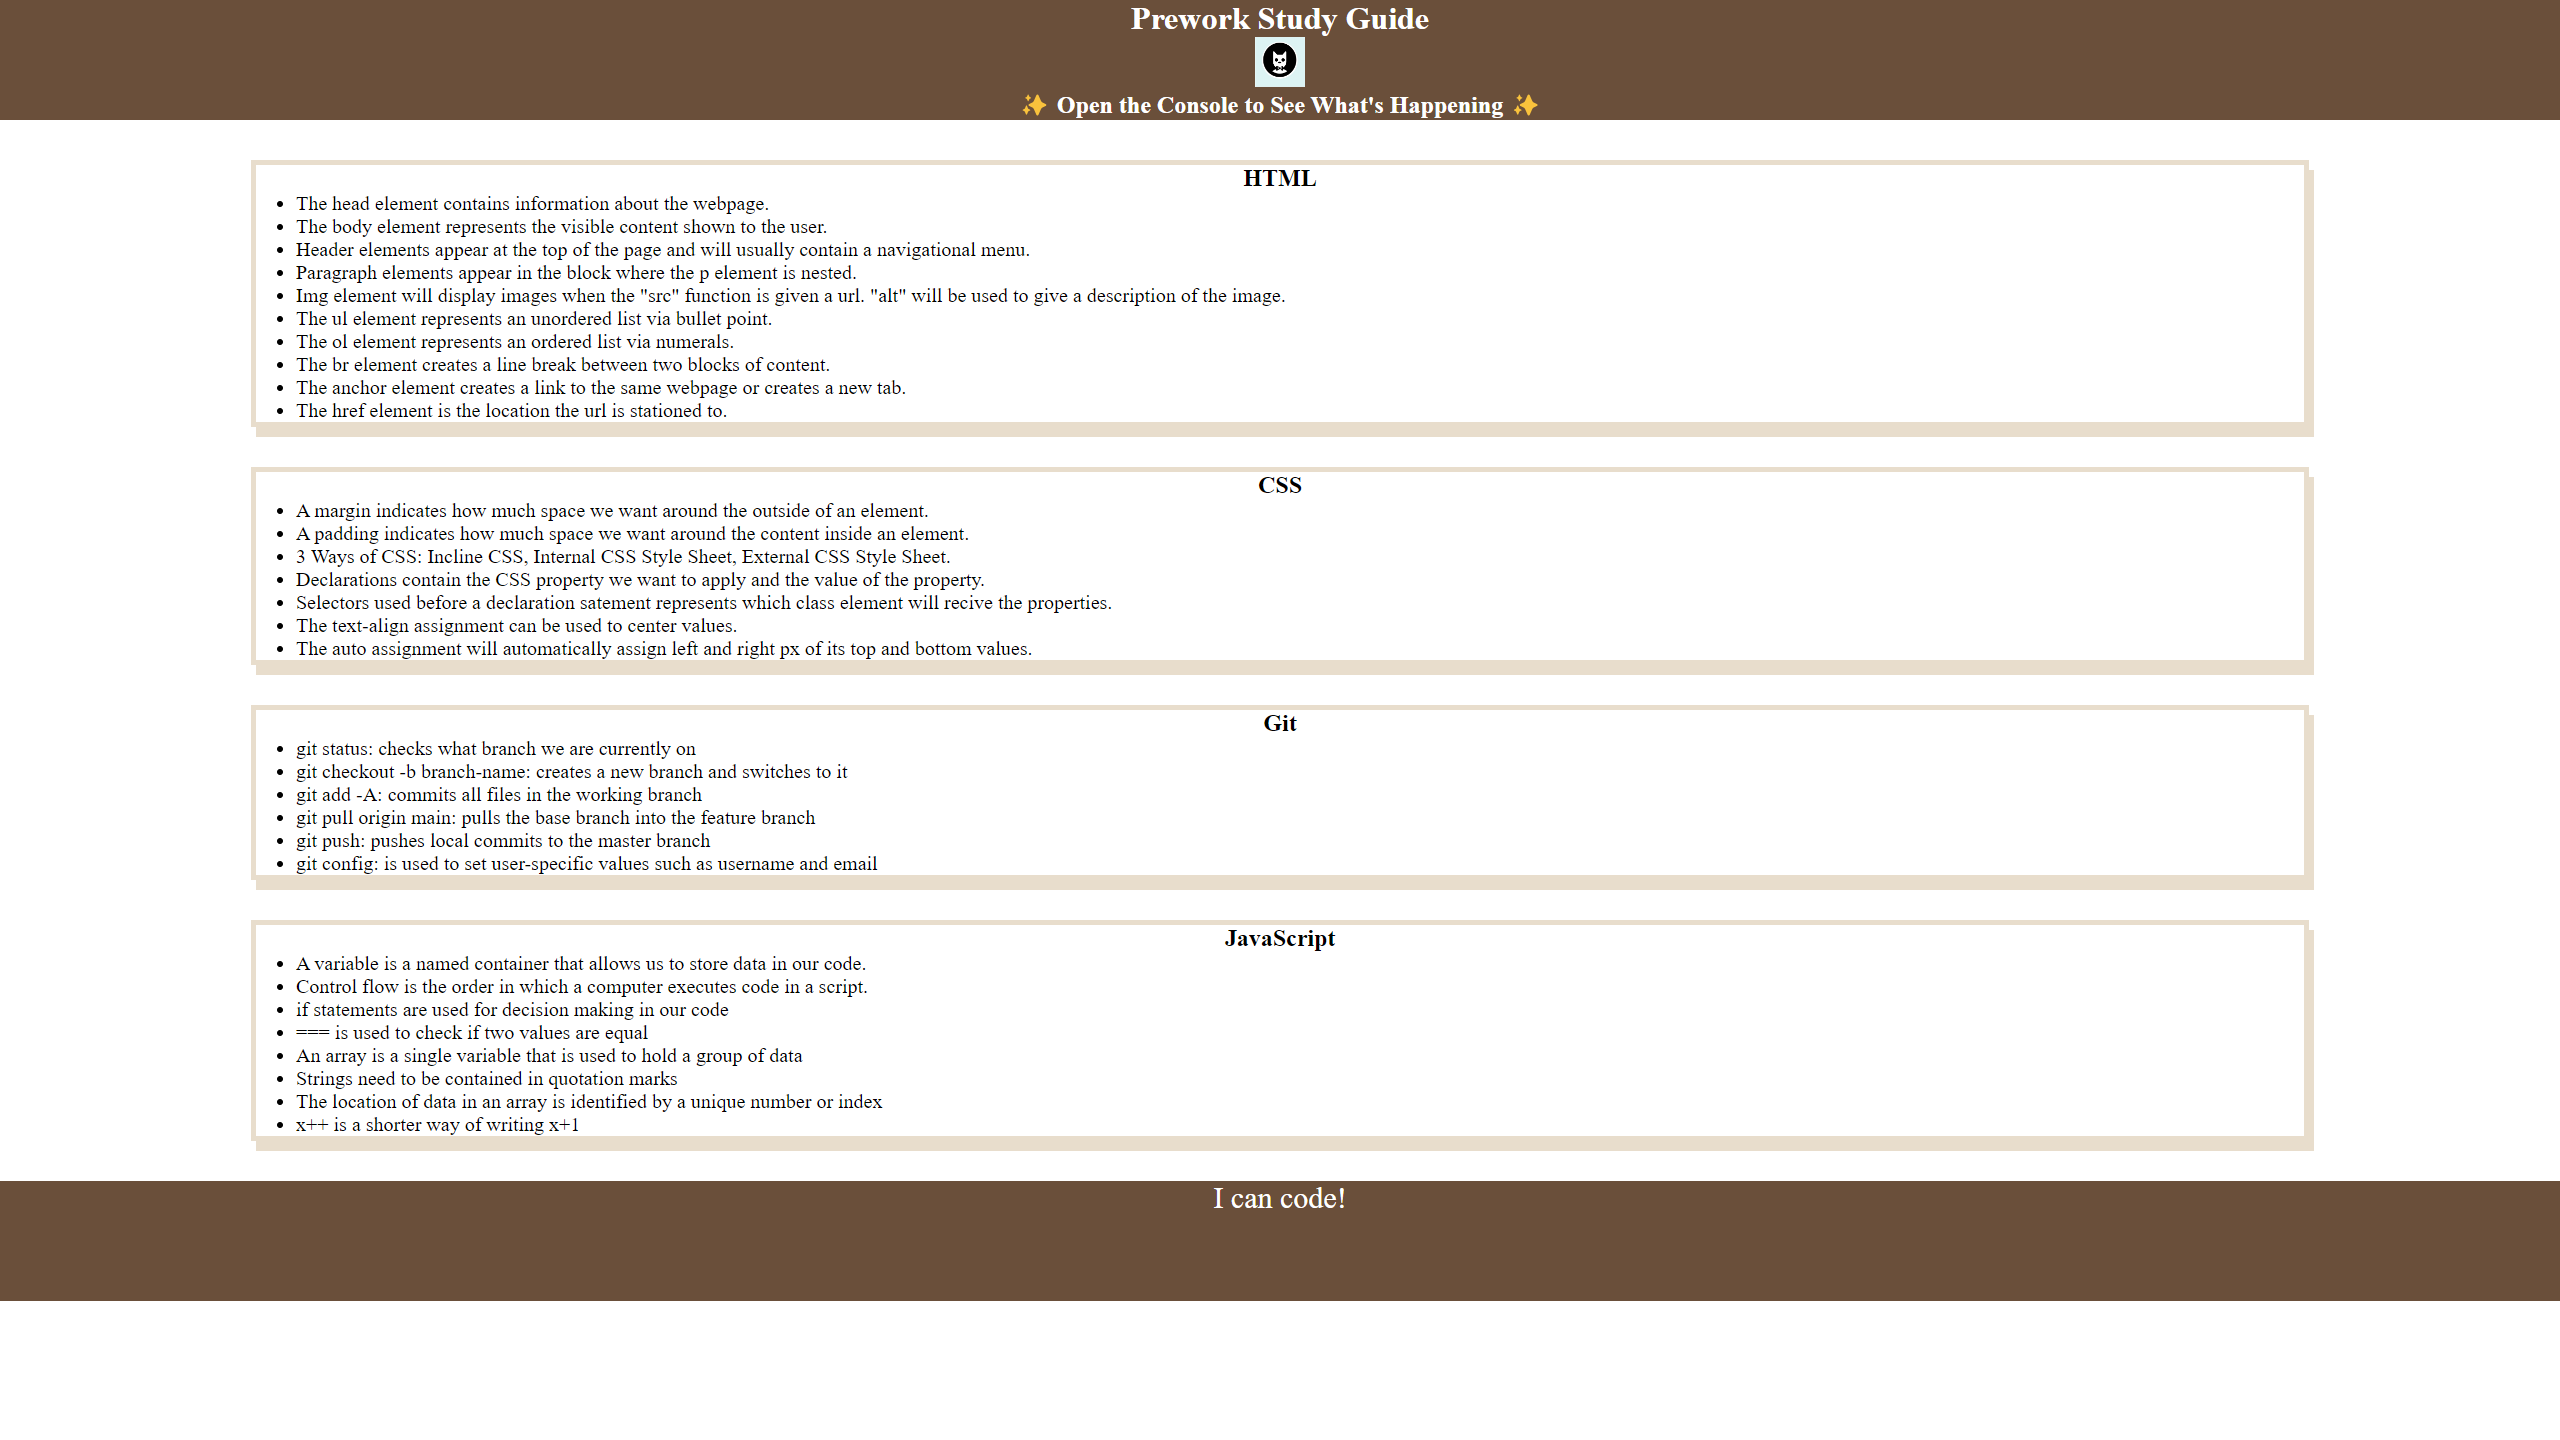 Prework Study Guide
✨ Open the Console to See What's Happening ✨
HTML
• The head element contains information about the webpage.
• The body element represents the visible content shown to the user.
• Header elements appear at the top of the page and will usually contain a navigational menu.
• Paragraph elements appear in the block where the p element is nested.
• Img element will display images when the "src" function is given a url. "alt" will be used to give a description of the image.
• The ul element represents an unordered list via bullet point.
• The ol element represents an ordered list via numerals.
• The br element creates a line break between two blocks of content.
• The anchor element creates a link to the same webpage or creates a new tab.
• The href element is the location the url is stationed to.
CSS
• A margin indicates how much space we want around the outside of an element.
• A padding indicates how much space we want around the content inside an element.
• 3 Ways of CSS: Incline CSS, Internal CSS Style Sheet, External CSS Style Sheet.
• Declarations contain the CSS property we want to apply and the value of the property.
• Selectors used before a declaration satement represents which class element will recive the properties.
• The text-align assignment can be used to center values.
• The auto assignment will automatically assign left and right px of its top and bottom values.
Git
• git status: checks what branch we are currently on
• git checkout -b branch-name: creates a new branch and switches to it
• git add -A: commits all files in the working branch
• git pull origin main: pulls the base branch into the feature branch
• git push: pushes local commits to the master branch
• git config: is used to set user-specific values such as username and email
JavaScript
• A variable is a named container that allows us to store data in our code.
• Control flow is the order in which a computer executes code in a script.
• if statements are used for decision making in our code
• === is used to check if two values are equal
• An array is a single variable that is used to hold a group of data
• Strings need to be contained in quotation marks
• The location of data in an array is identified by a unique number or index
• x++ is a shorter way of writing x+1
I can code!